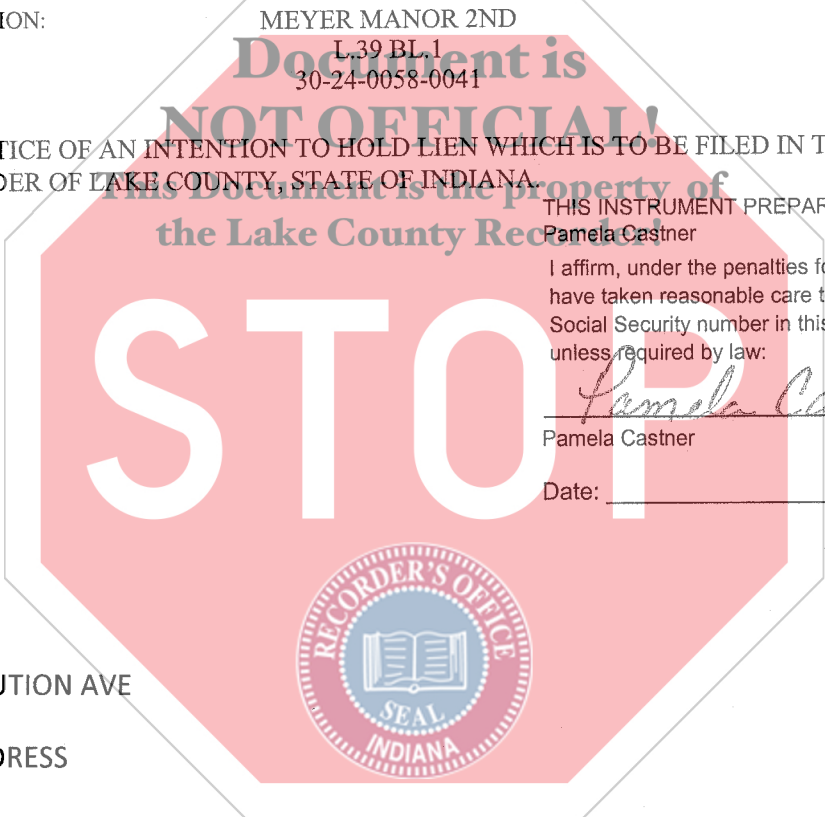 ION:
MEYER MANOR 2ND
L.39 BL.1
30-24-0058-0041
Document is
NOT OFFICIAL!
TICE OF AN INTENTION TO HOLD LIEN WHICH IS TO BE FILED IN T
DER OF LAKE COUNTY, STATE OF INDIANA.
This Document is the property of
the Lake County Recorder!
THIS INSTRUMENT PREPAR
Pamela Castner
I affirm, under the penalties fo
have taken reasonable care t
Social Security number in this
unless required by law:
Pamela Ca
Pamela Castner
Date:
STOP
RECORDER'S OFFICE
SEAL
INDIANA
UTION AVE
DRESS